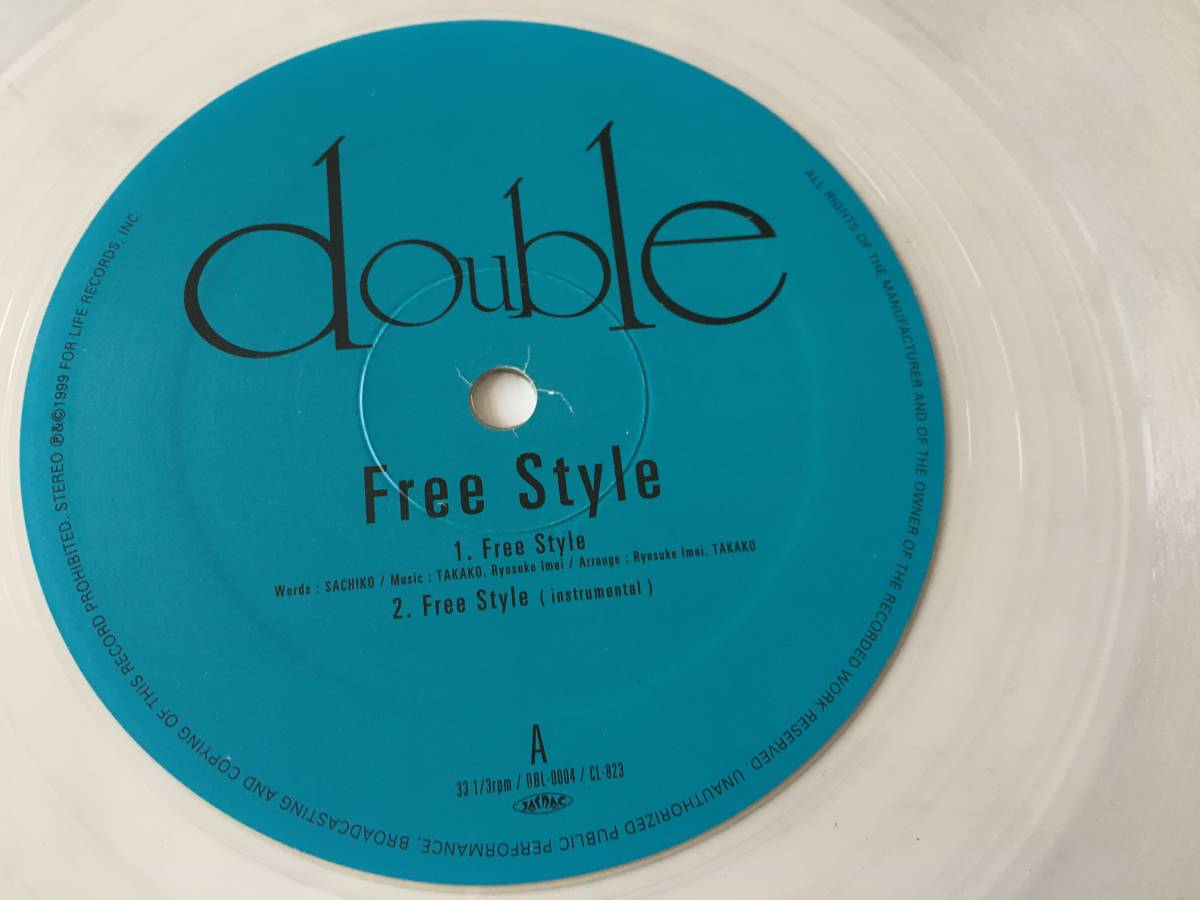 double
Free Style
1. Free Style
Words : SACHIKO / Music : TAKAKO, Ryosuke Imai / Arrange : Ryosuke Imai, TAKAKO
2. Free Style ( instrumental )
A
33 1/3rpm / DBL-0004 / CL-823
JASRAC
ALL RIGHTS OF THE MANUFACTURER AND OF THE OWNER OF THE RECORDED WORK RESERVED. UNAUTHORIZED PUBLIC PERFORMANCE, BROADCASTING AND COPYING OF THIS RECORD PROHIBITED. STEREO ℗&©1999 FOR LIFE RECORDS, INC.